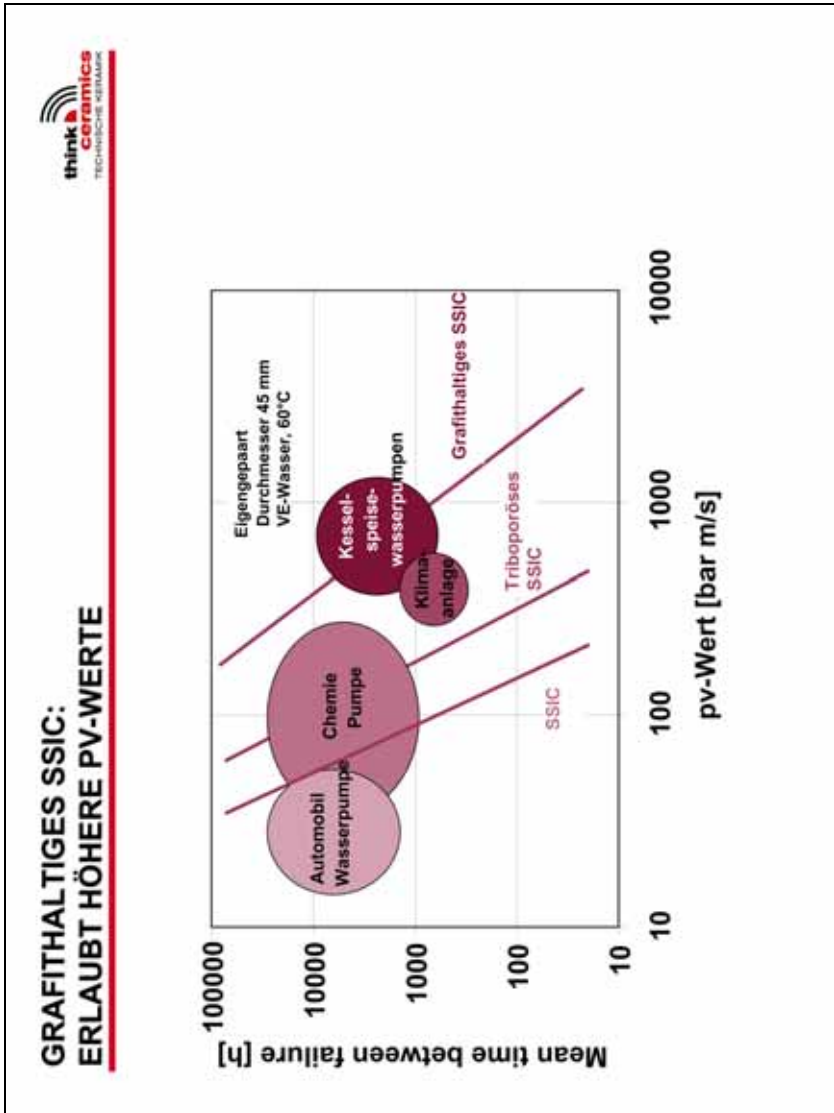 GRAFITHALTIGES SSIC:
ERLAUBT HÖHERE PV-WERTE
think
ceramics
TECHNISCHE KERAMIK
Mean time between failure [h]
100000
10000
1000
100
10
Eigengepaart
Durchmesser 45 mm
VE-Wasser, 60°C
Automobil
Wasserpumpe
Chemie
Pumpe
Kessel-
speise-
wasserpumpen
Klima-
anlage
SSIC
Triboporöses
SSIC
Grafithaltiges SSIC
10
100
1000
10000
pv-Wert [bar m/s]